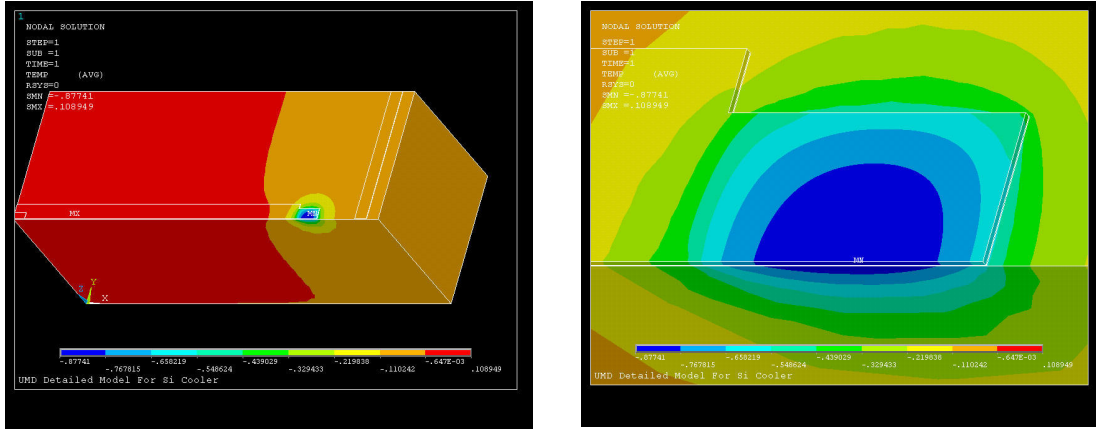 1
NODAL SOLUTION
STEP=1
SUB =1
TIME=1
TEMP (AVG)
RSYS=0
SMN =-.87741
SMX =.108949
MX
MN
Z
Y
X
-.87741 -.658219 -.439029 -.219838 -.647E-03
-.767815 -.548624 -.329433 -.110242 .108949
UMD Detailed Model For Si Cooler
NODAL SOLUTION
STEP=1
SUB =1
TIME=1
TEMP (AVG)
RSYS=0
SMN =-.87741
SMX =.108949
MN
-.87741 -.658219 -.439029 -.219838 -.647E-03
-.767815 -.548624 -.329433 -.110242 .108949
UMD Detailed Model For Si Cooler